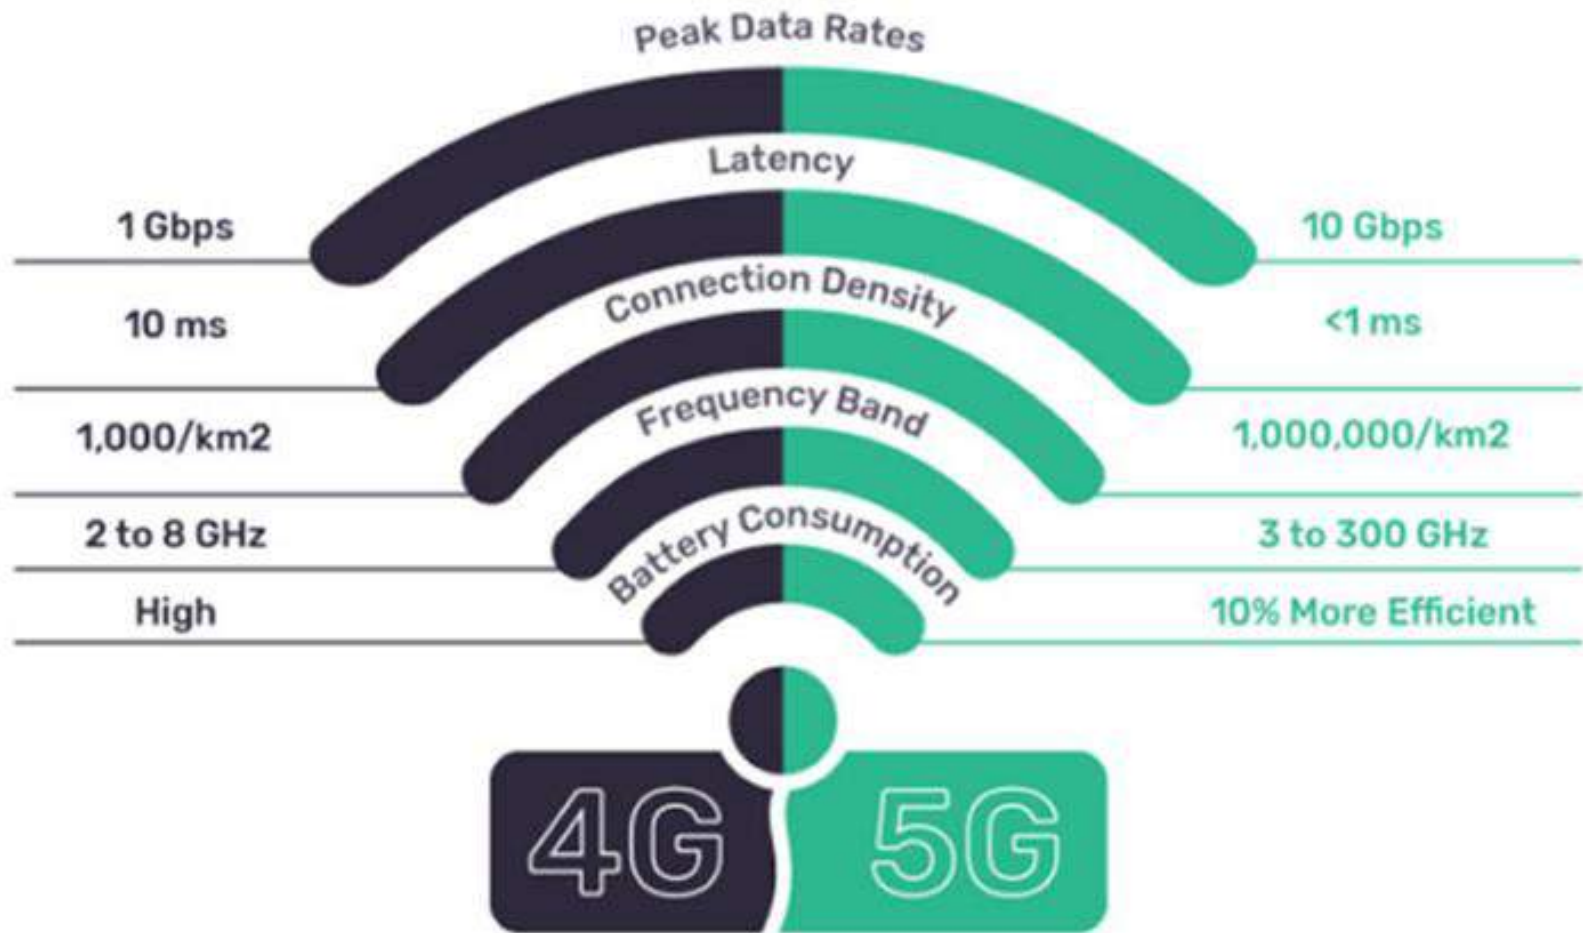 Peak Data Rates
1 Gbps
10 Gbps
Latency
10 ms
<1 ms
Connection Density
1,000/km2
1,000,000/km2
Frequency Band
2 to 8 GHz
3 to 300 GHz
Battery Consumption
High
10% More Efficient
4G
5G